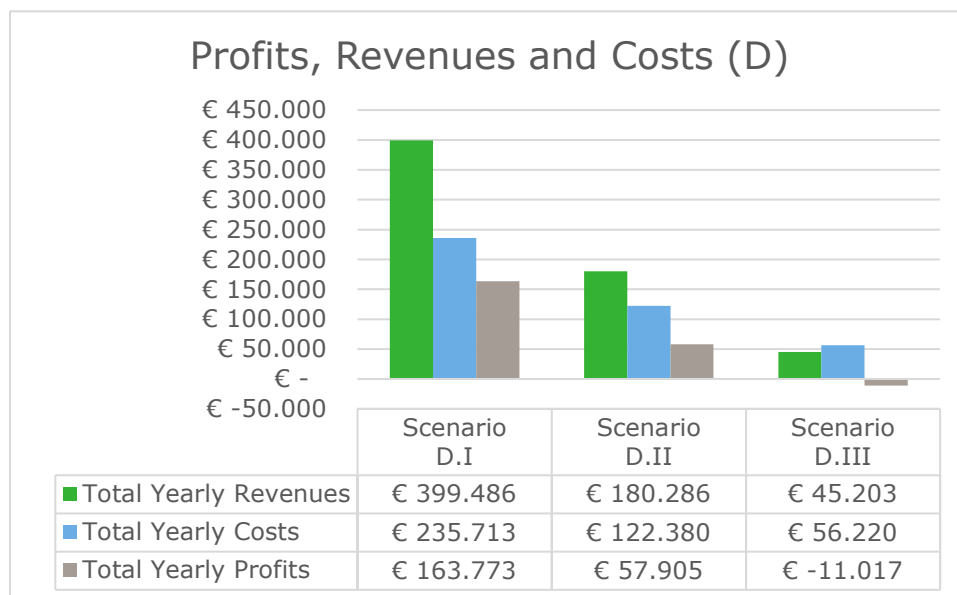 Profits, Revenues and Costs (D)
€ 450.000
€ 400.000
€ 350.000
€ 300.000
€ 250.000
€ 200.000
€ 150.000
€ 100.000
€ 50.000
€ -
€ -50.000
Scenario D.I Scenario D.II Scenario D.III
Total Yearly Revenues € 399.486 € 180.286 € 45.203
Total Yearly Costs € 235.713 € 122.380 € 56.220
Total Yearly Profits € 163.773 € 57.905 € -11.017